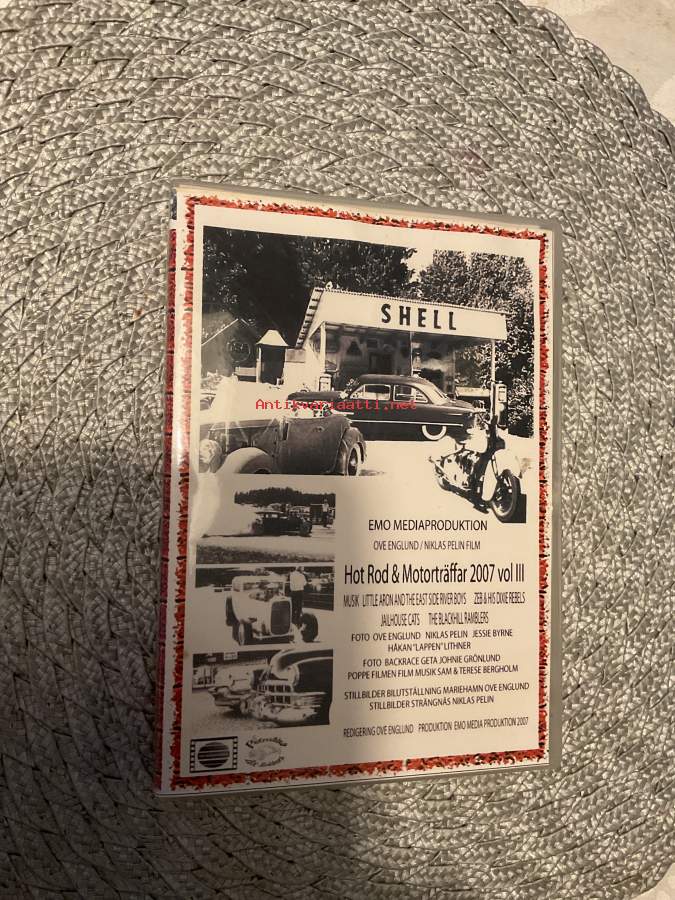 SHELL
Antikvariaatti.net
EMO MEDIAPRODUKTION
OVE ENGLUND / NIKLAS PELIN FILM
Hot Rod & Motorträffar 2007 vol III
MUSIK LITTLE ARON AND THE EAST SIDE RIVER BOYS ZEB & HIS DIXIE REBELS
JAILHOUSE CATS THE BLACKHILL RAMBLERS
FOTO OVE ENGLUND NIKLAS PELIN JESSIE BYRNE
HÅKAN "LAPPEN" LITHNER
FOTO BACKRACE GETA JOHNIE GRÖNLUND
POPPE FILMEN FILM MUSIK SAM & TERESE BERGHOLM
STILLBILDER BILUTSTÄLLNING MARIEHAMN OVE ENGLUND
STILLBILDER STRÄNGNÄS NIKLAS PELIN
REDIGERING OVE ENGLUND PRODUKTION EMO MEDIA PRODUKTION 2007